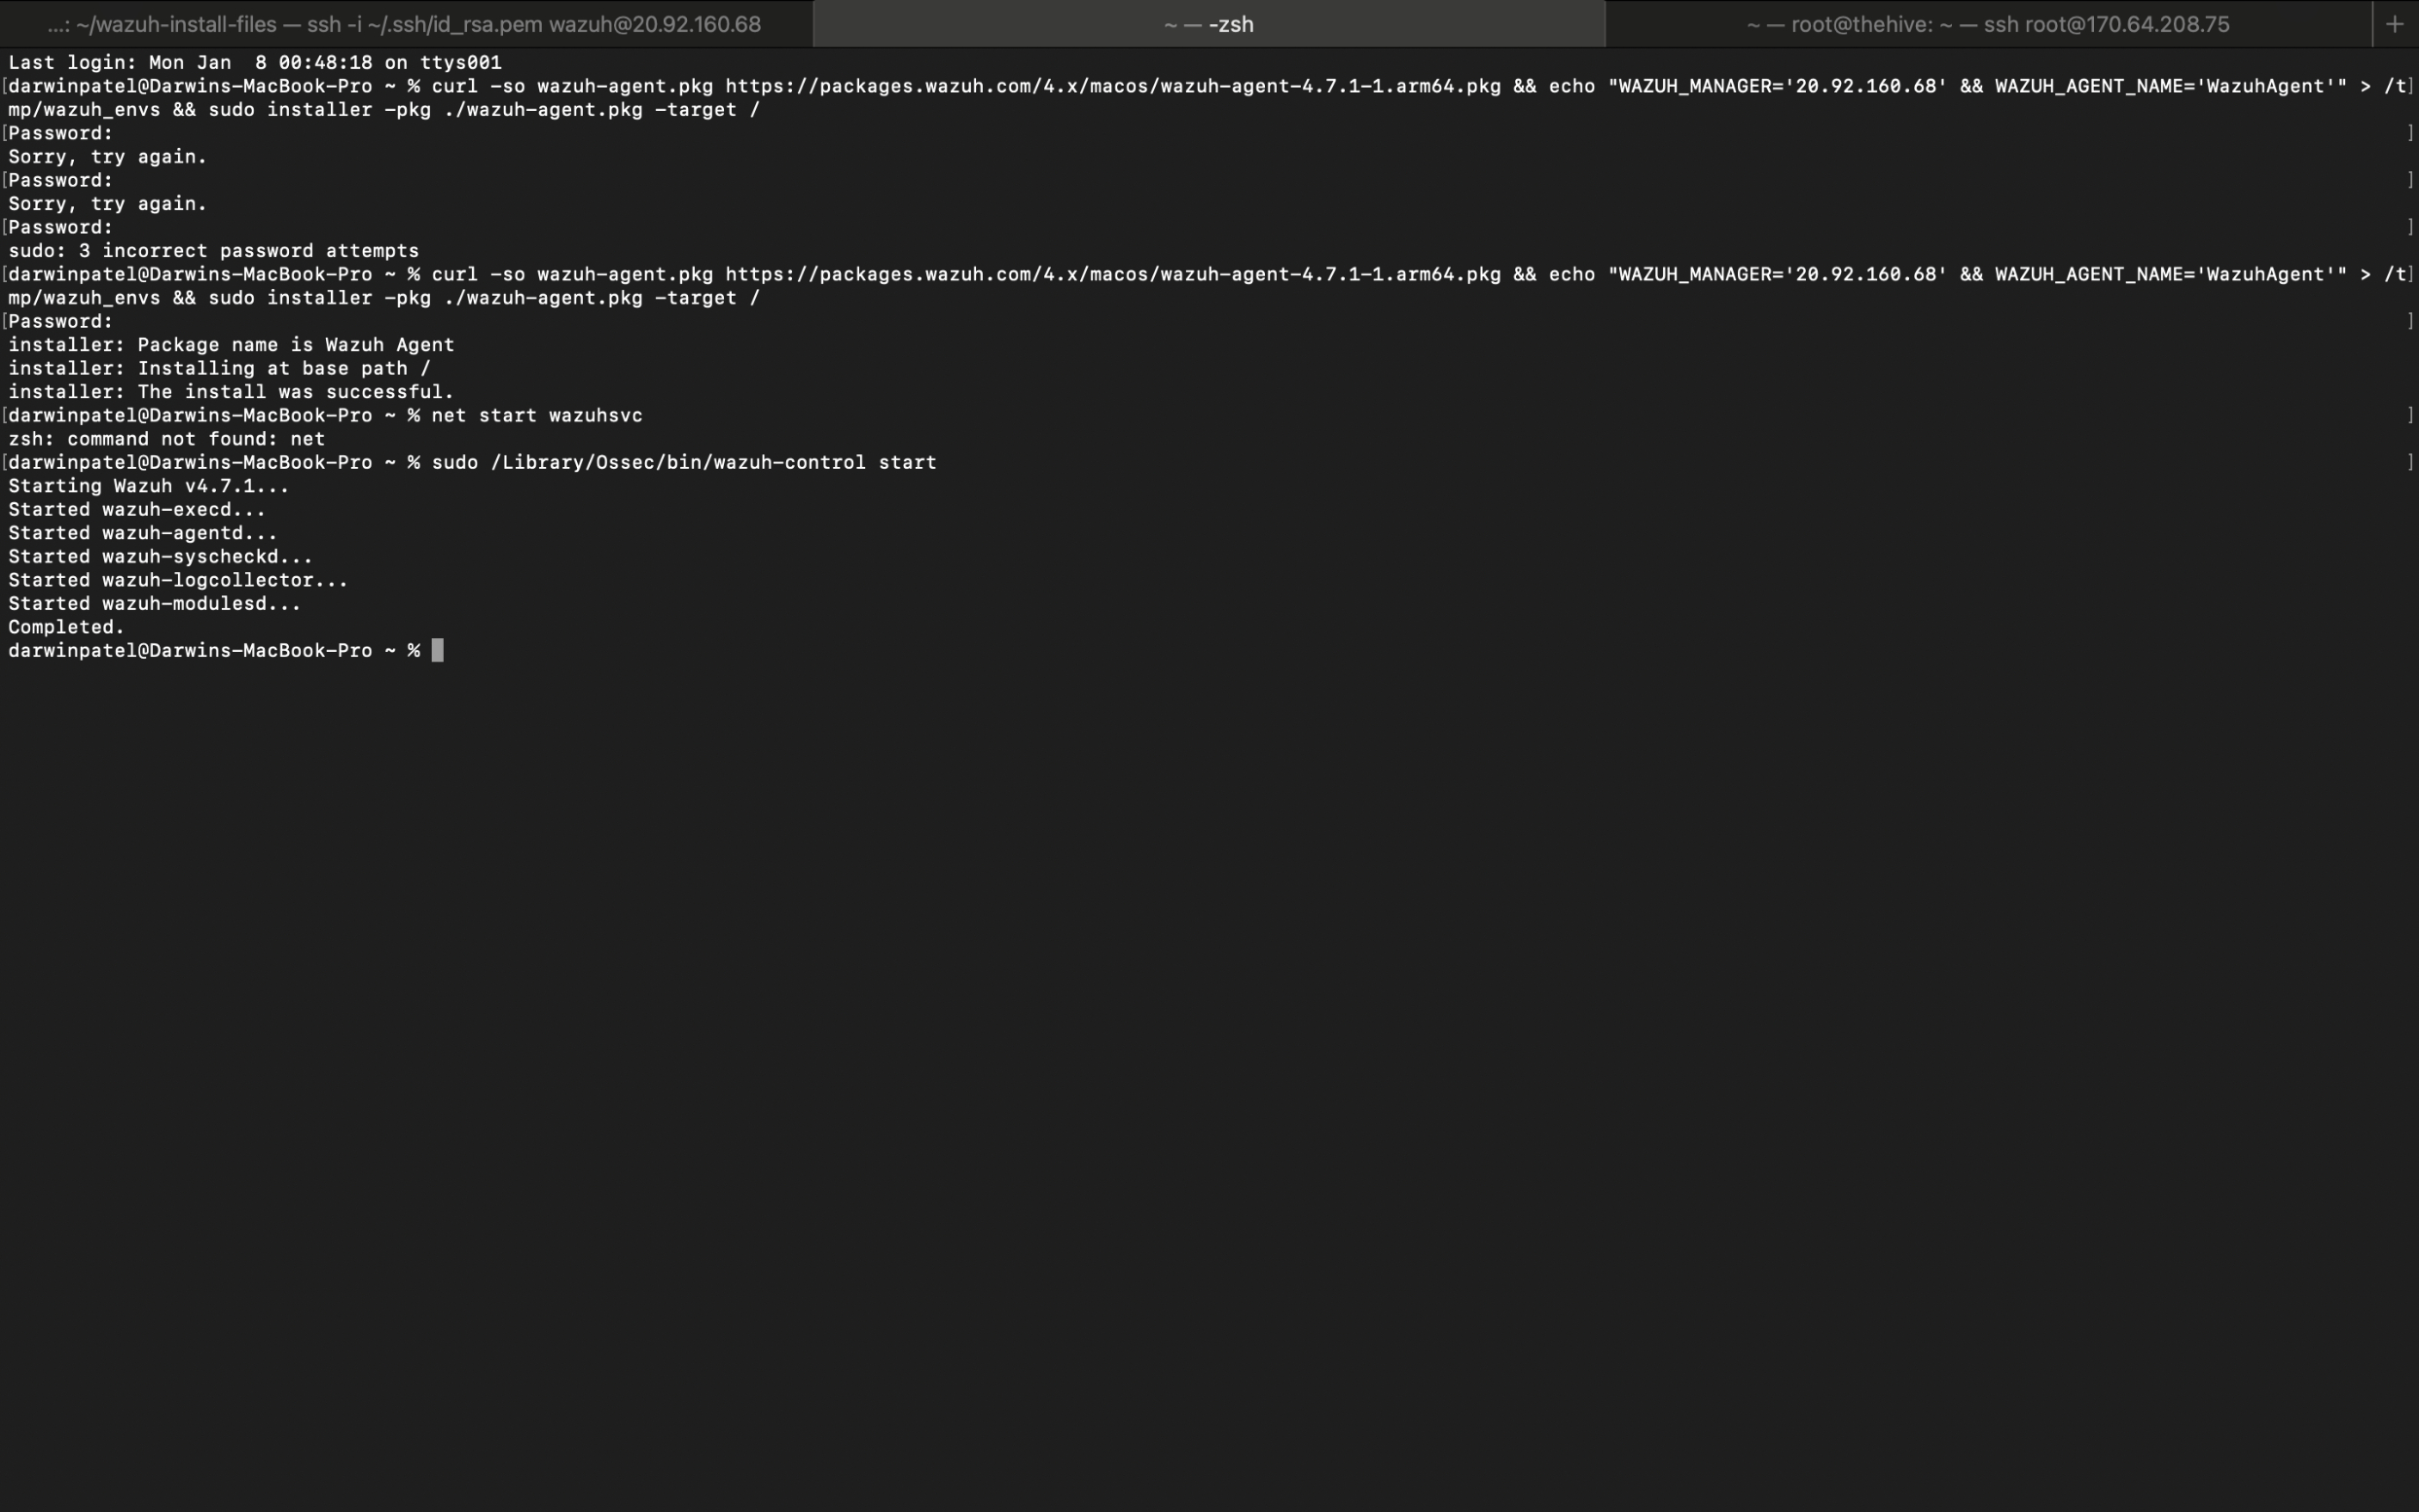 ...: ~/wazuh-install-files — ssh -i ~/.ssh/id_rsa.pem wazuh@20.92.160.68
~ — -zsh
~ — root@thehive: ~ — ssh root@170.64.208.75
+
Last login: Mon Jan  8 00:48:18 on ttys001
[darwinpatel@Darwins-MacBook-Pro ~ % curl -so wazuh-agent.pkg https://packages.wazuh.com/4.x/macos/wazuh-agent-4.7.1-1.arm64.pkg && echo "WAZUH_MANAGER='20.92.160.68' && WAZUH_AGENT_NAME='WazuhAgent'" > /t]
mp/wazuh_envs && sudo installer -pkg ./wazuh-agent.pkg -target /
[Password: ]
Sorry, try again.
[Password: ]
Sorry, try again.
[Password: ]
sudo: 3 incorrect password attempts
[darwinpatel@Darwins-MacBook-Pro ~ % curl -so wazuh-agent.pkg https://packages.wazuh.com/4.x/macos/wazuh-agent-4.7.1-1.arm64.pkg && echo "WAZUH_MANAGER='20.92.160.68' && WAZUH_AGENT_NAME='WazuhAgent'" > /t]
mp/wazuh_envs && sudo installer -pkg ./wazuh-agent.pkg -target /
[Password: ]
installer: Package name is Wazuh Agent
installer: Installing at base path /
installer: The install was successful.
[darwinpatel@Darwins-MacBook-Pro ~ % net start wazuhsvc ]
zsh: command not found: net
[darwinpatel@Darwins-MacBook-Pro ~ % sudo /Library/Ossec/bin/wazuh-control start ]
Starting Wazuh v4.7.1...
Started wazuh-execd...
Started wazuh-agentd...
Started wazuh-syscheckd...
Started wazuh-logcollector...
Started wazuh-modulesd...
Completed.
darwinpatel@Darwins-MacBook-Pro ~ %